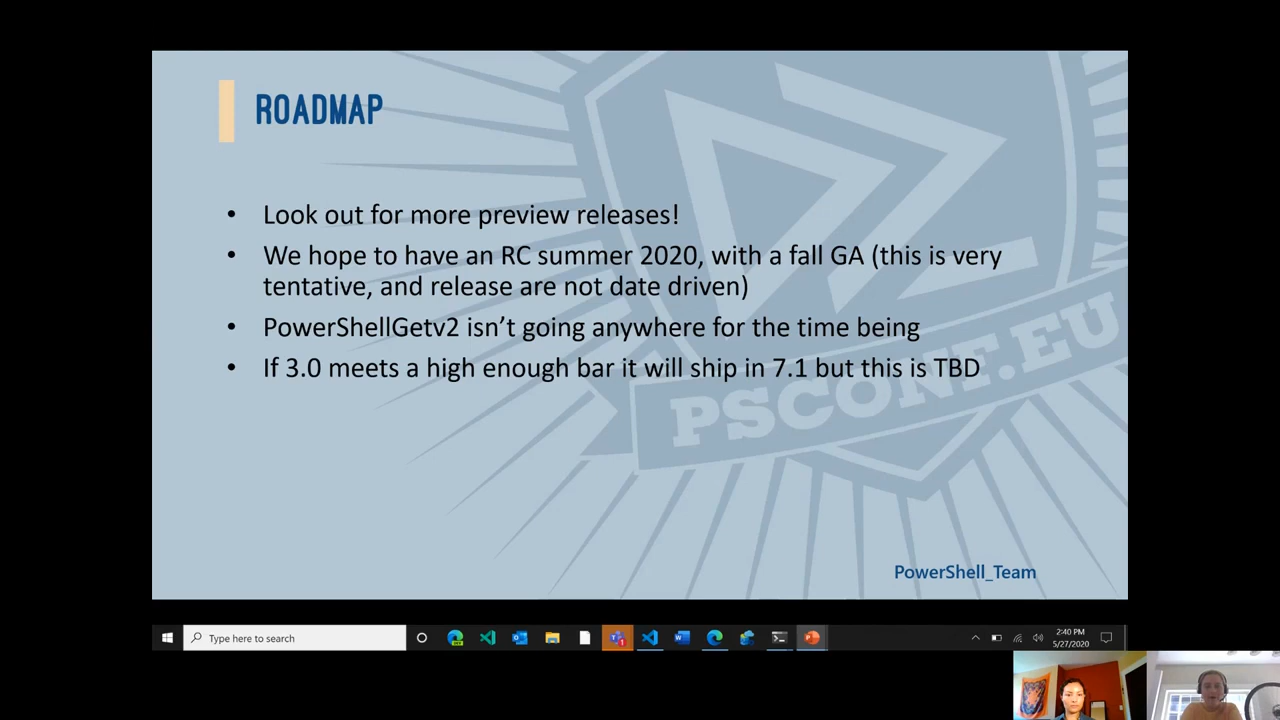 ROADMAP
• Look out for more preview releases!
• We hope to have an RC summer 2020, with a fall GA (this is very
tentative, and release are not date driven)
• PowerShellGetv2 isn’t going anywhere for the time being
• If 3.0 meets a high enough bar it will ship in 7.1 but this is TBD
PSCONF.EU
PowerShell_Team
Type here to search
2:40 PM
5/27/2020